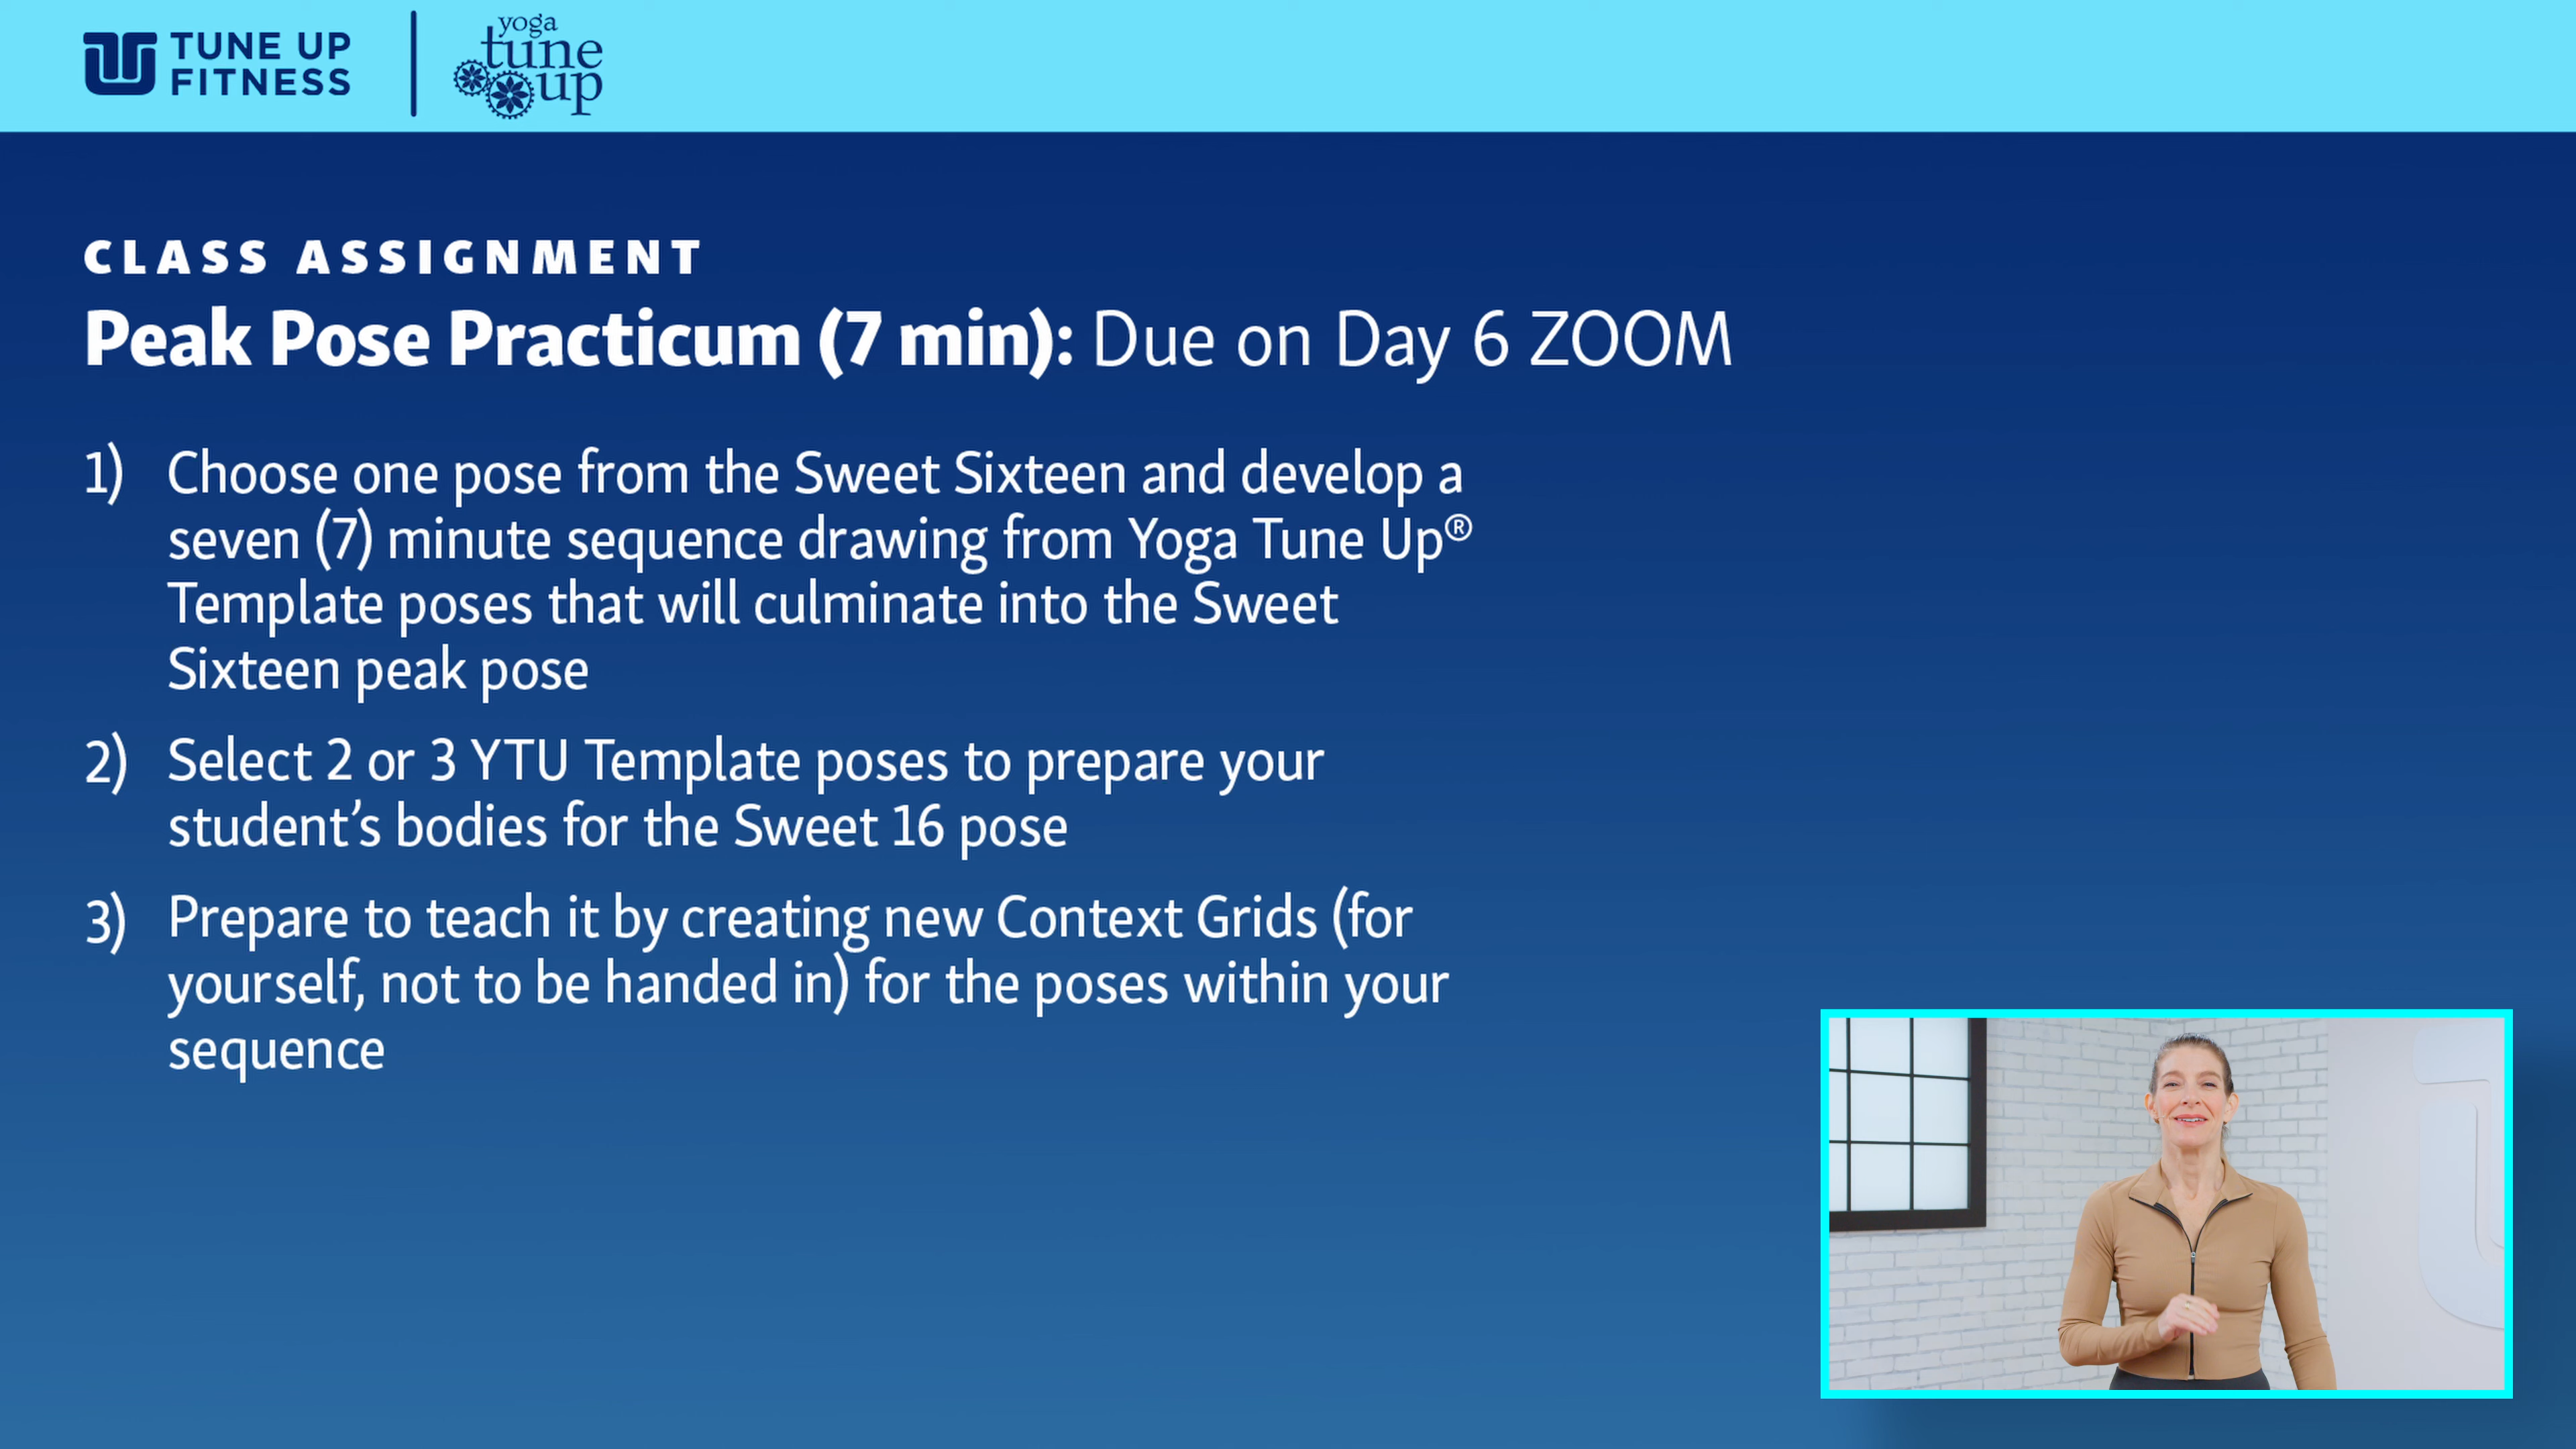 TUNE UP
FITNESS
yoga
tune
up
CLASS ASSIGNMENT
Peak Pose Practicum (7 min): Due on Day 6 ZOOM
1) Choose one pose from the Sweet Sixteen and develop a
seven (7) minute sequence drawing from Yoga Tune Up®
Template poses that will culminate into the Sweet
Sixteen peak pose
2) Select 2 or 3 YTU Template poses to prepare your
student’s bodies for the Sweet 16 pose
3) Prepare to teach it by creating new Context Grids (for
yourself, not to be handed in) for the poses within your
sequence